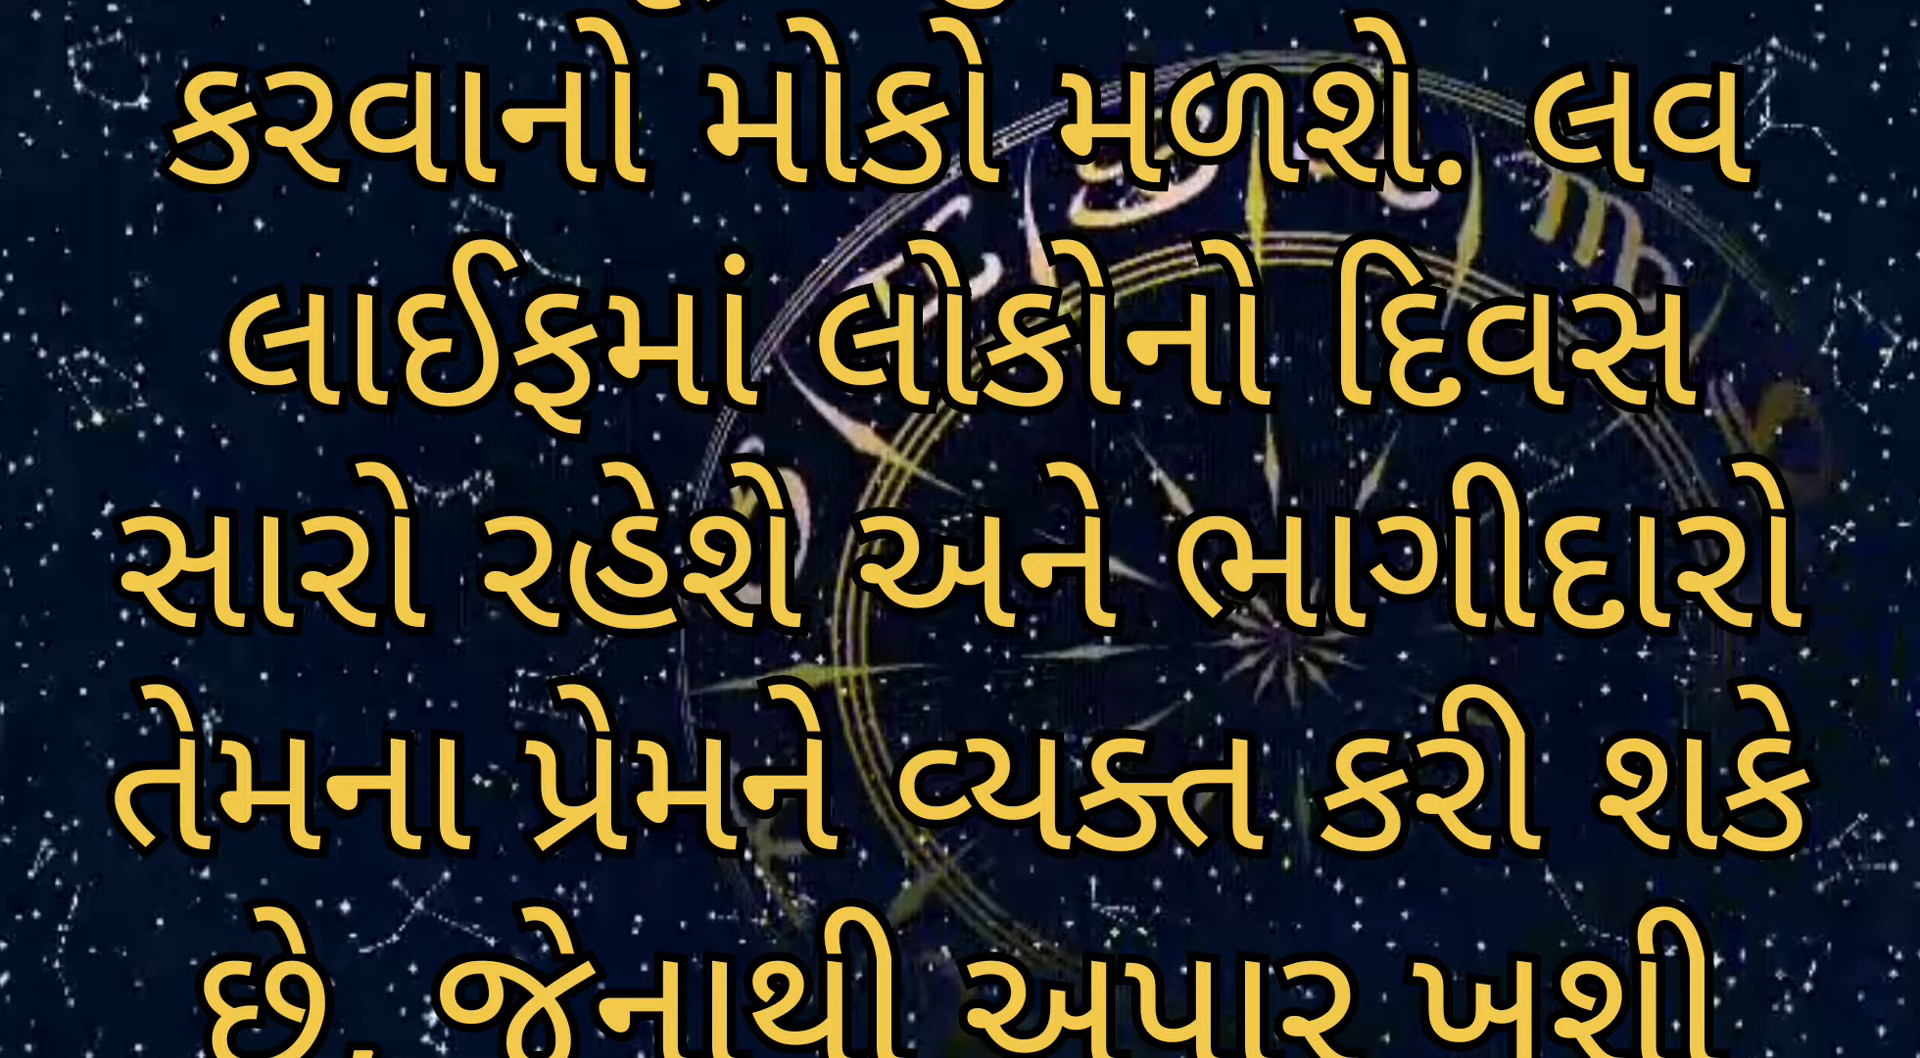 કરવાનો મોકો મળશે. લવ
લાઈફમાં લોકોનો દિવસ
સારો રહેશે અને ભાગીદારો
તેમના પ્રેમને વ્યક્ત કરી શકે
છે, જેનાથી અપાર ખુશી